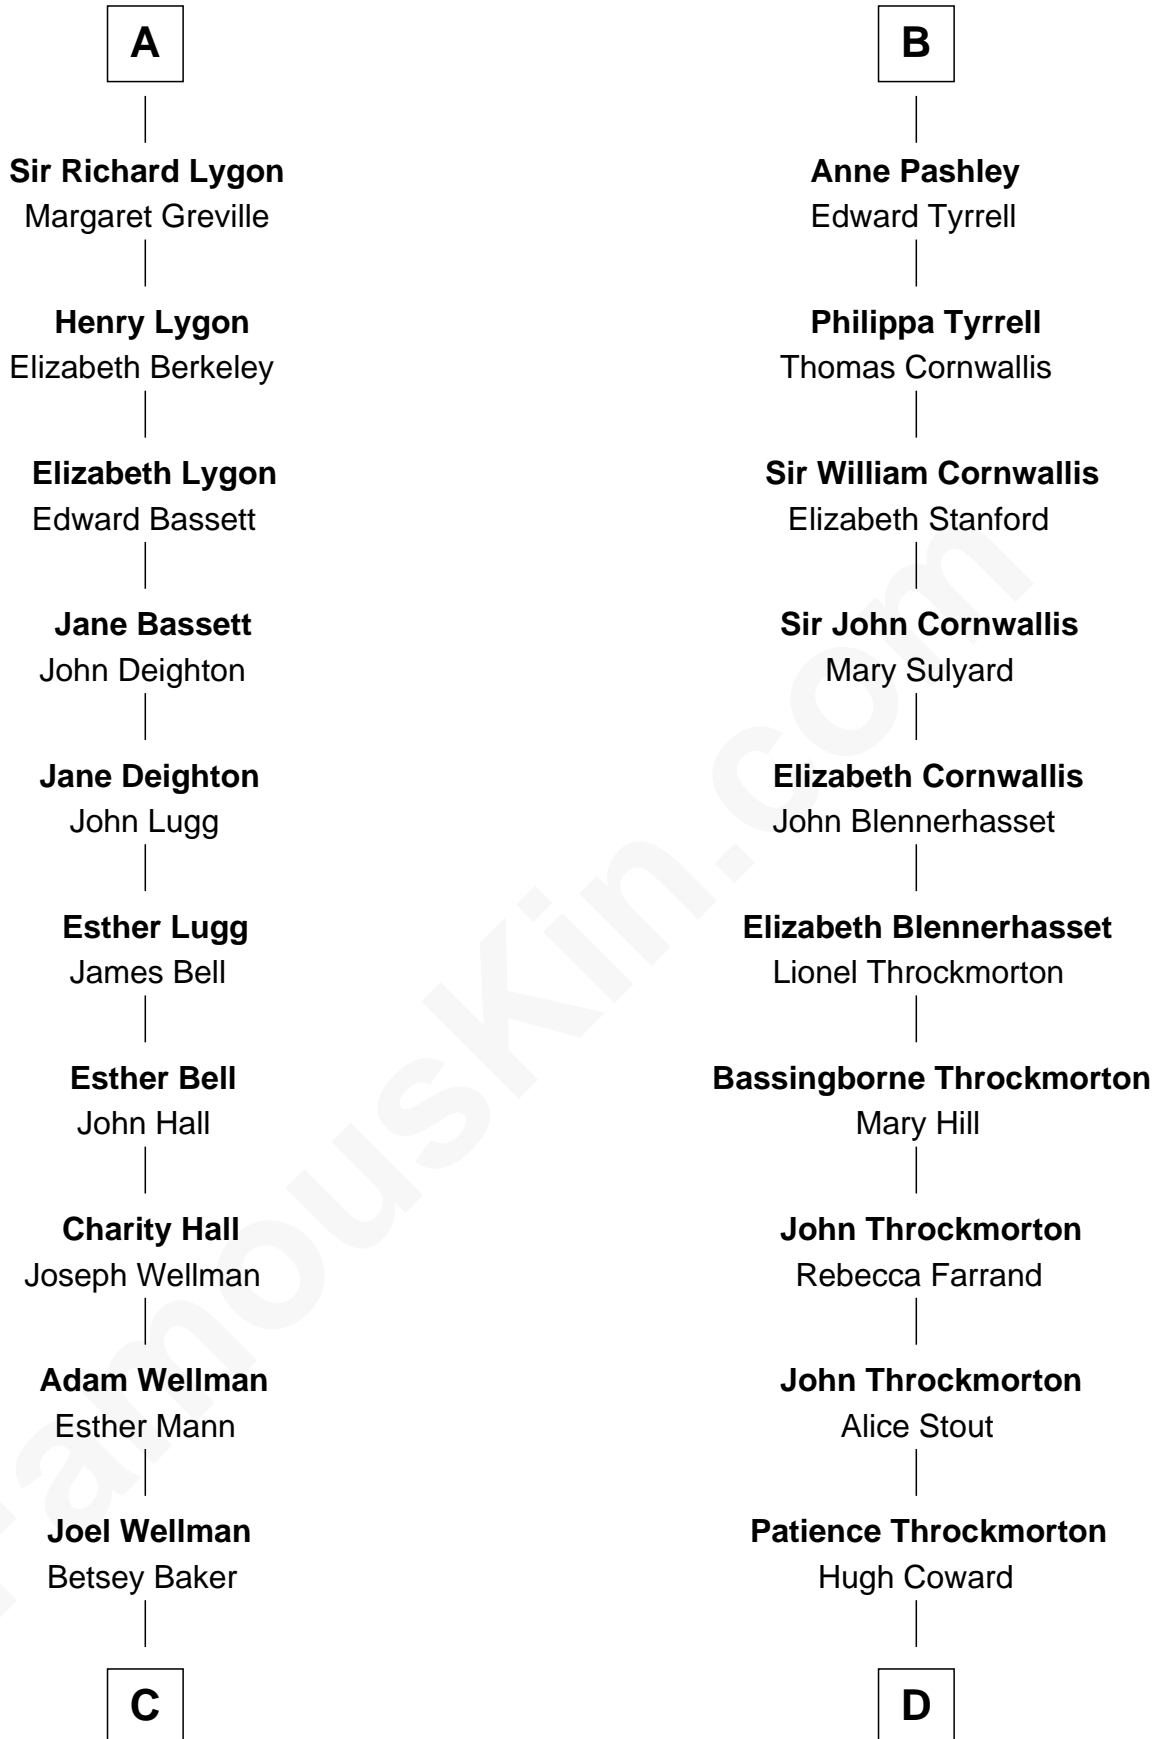 A
Sir Richard Lygon
Margaret Greville
Henry Lygon
Elizabeth Berkeley
Elizabeth Lygon
Edward Bassett
Jane Bassett
John Deighton
Jane Deighton
John Lugg
Esther Lugg
James Bell
Esther Bell
John Hall
Charity Hall
Joseph Wellman
Adam Wellman
Esther Mann
Joel Wellman
Betsey Baker
C
B
Anne Pashley
Edward Tyrrell
Philippa Tyrrell
Thomas Cornwallis
Sir William Cornwallis
Elizabeth Stanford
Sir John Cornwallis
Mary Sulyard
Elizabeth Cornwallis
John Blennerhasset
Elizabeth Blennerhasset
Lionel Throckmorton
Bassingborne Throckmorton
Mary Hill
John Throckmorton
Rebecca Farrand
John Throckmorton
Alice Stout
Patience Throckmorton
Hugh Coward
D
FamousKin.com